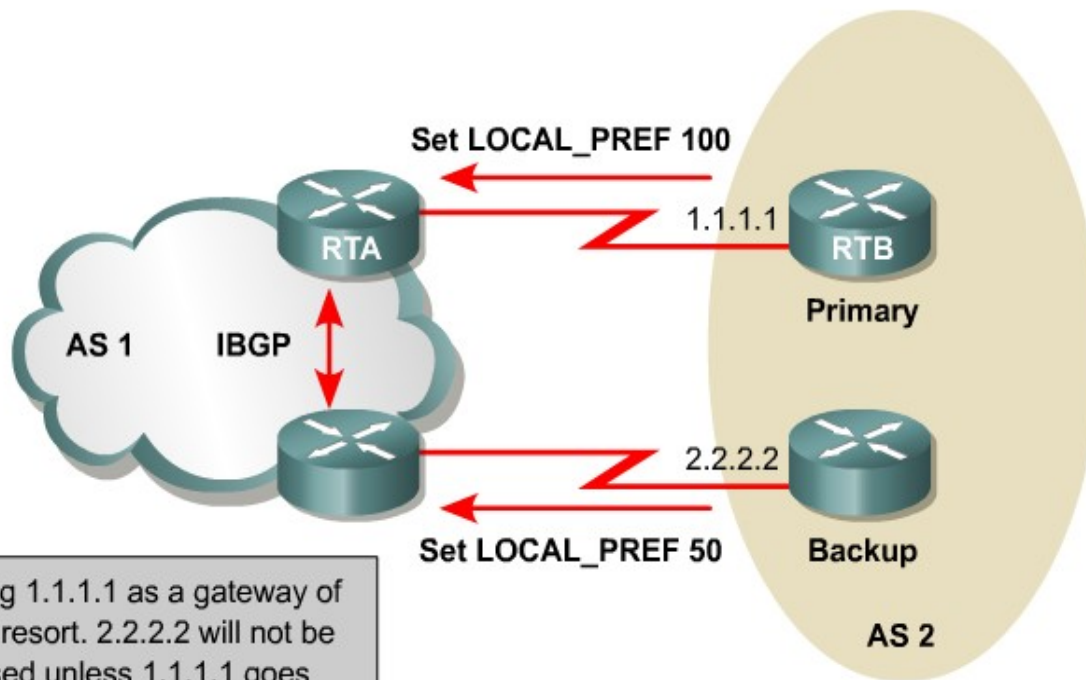 Set LOCAL_PREF 100
1.1.1.1
RTA
RTB
Primary
AS 1
IBGP
2.2.2.2
Set LOCAL_PREF 50
Backup
AS 2
g 1.1.1.1 as a gateway of
resort. 2.2.2.2 will not be
ed unless 1.1.1.1 goes